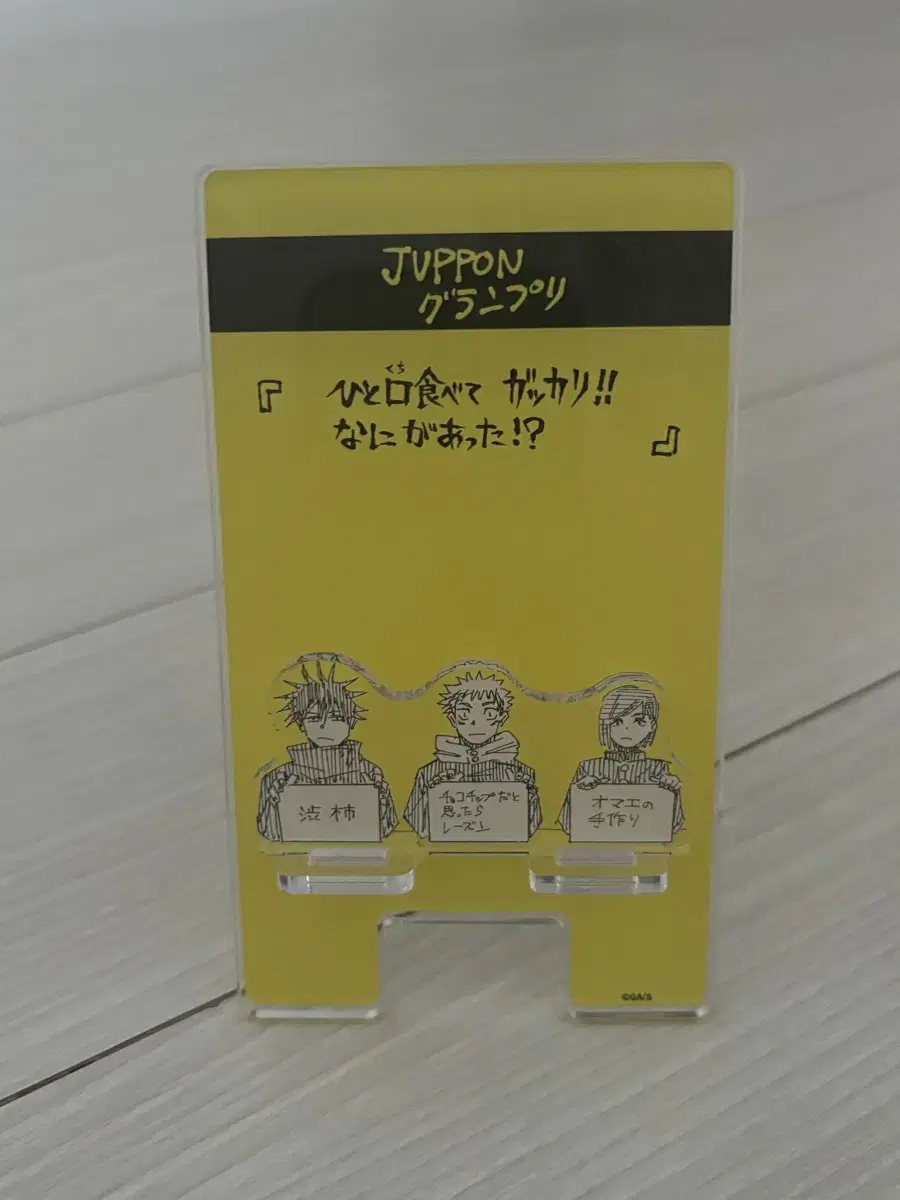 JUPPON
グランプリ
『 ひと口食べて ガッカリ!!
くち
なにがあった!? 』
渋柿
チョコチップだと
思ったら
レーズン
オマエの
手作り
©GA/S